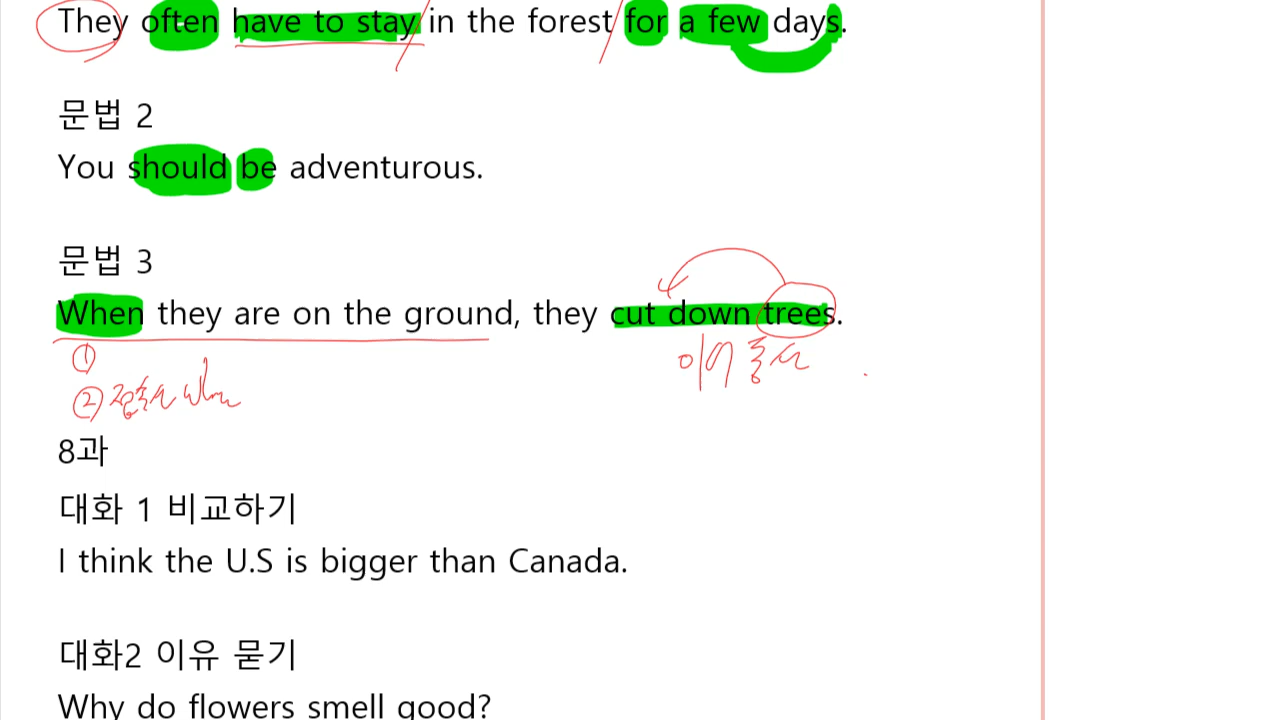 They often have to stay in the forest for a few days.
문법 2
You should be adventurous.
문법 3
When they are on the ground, they cut down trees.
① 이어동사
② 접속사 when
8과
대화 1 비교하기
I think the U.S is bigger than Canada.
대화2 이유 묻기
Why do flowers smell good?